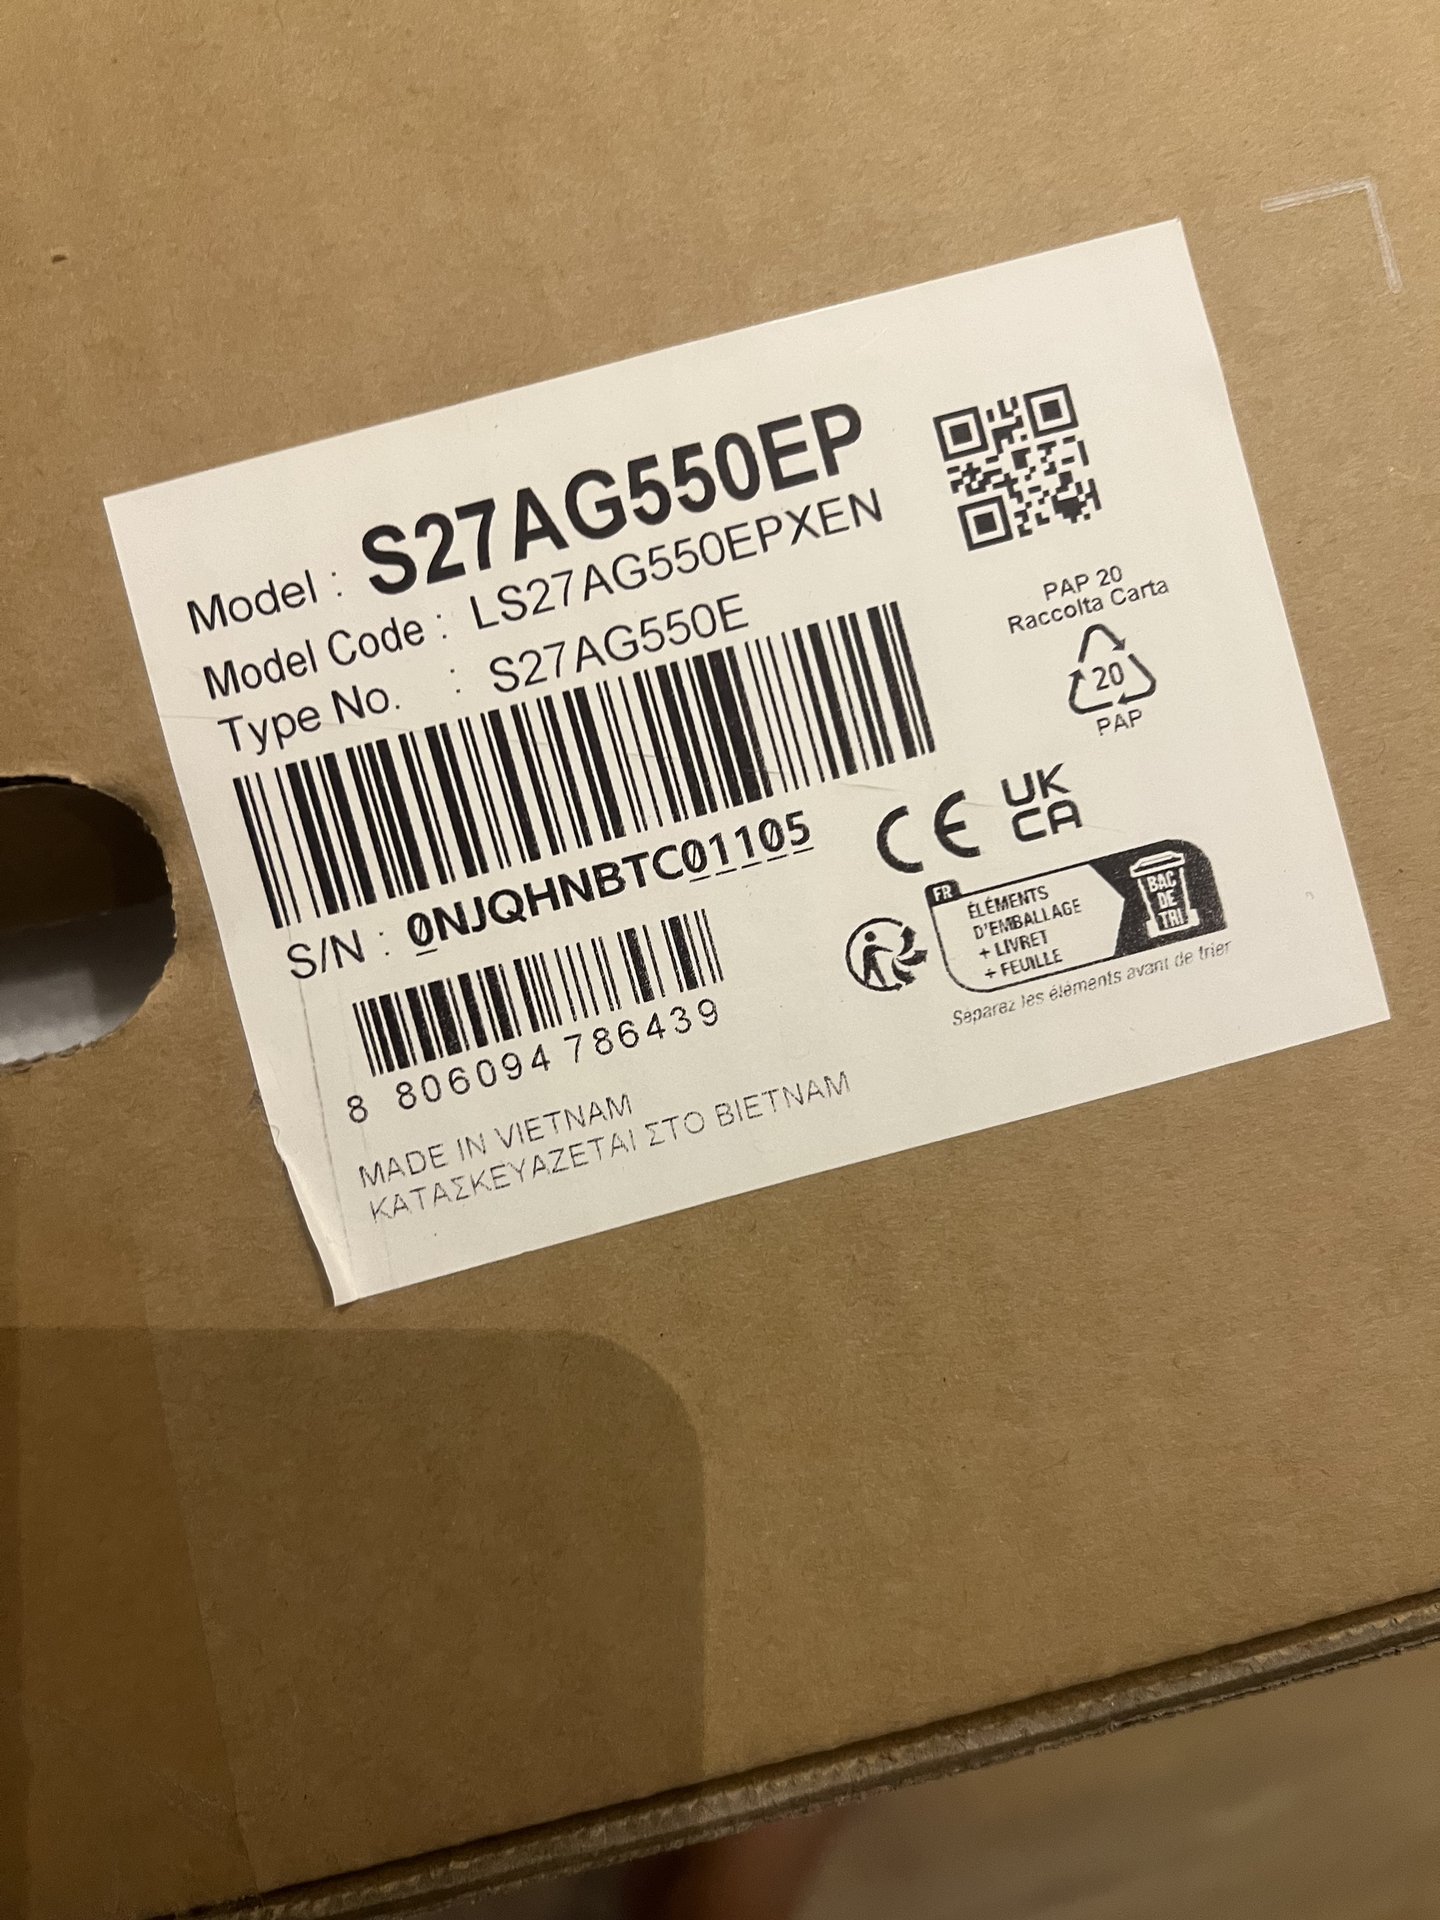 Model : S27AG550EP
Model Code : LS27AG550EPXEN
Type No. : S27AG550E
S/N : 0NJQHNBTC01105
8 806094 786439
MADE IN VIETNAM
ΚΑΤΑΣΚΕΥΑΖΕΤΑΙ ΣΤΟ ΒΙΕΤΝΑΜ
PAP 20
Raccolta Carta
20
PAP
CE
UK
CA
FR
ÉLÉMENTS
D'EMBALLAGE
+ LIVRET
+ FEUILLE
BAC
DE
TRI
Séparez les éléments avant de trier